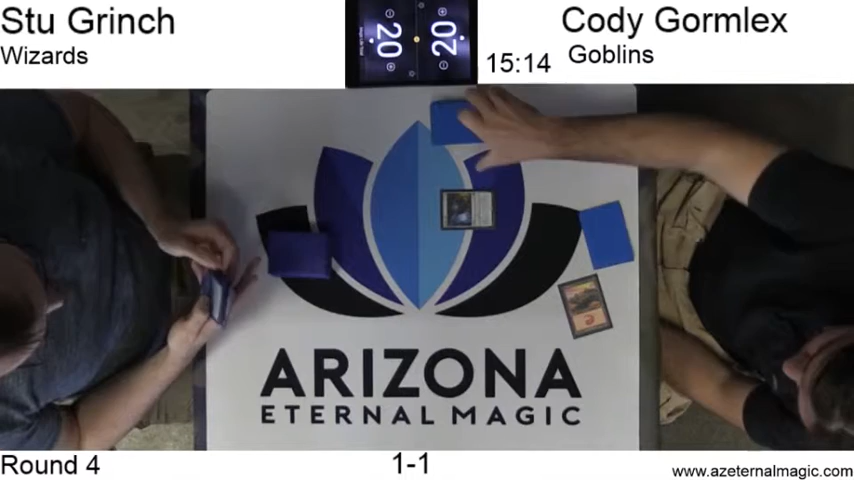 Stu Grinch
Wizards
20
20
15:14
Cody Gormlex
Goblins
ARIZONA
ETERNAL MAGIC
Round 4
1-1
www.azeternalmagic.com